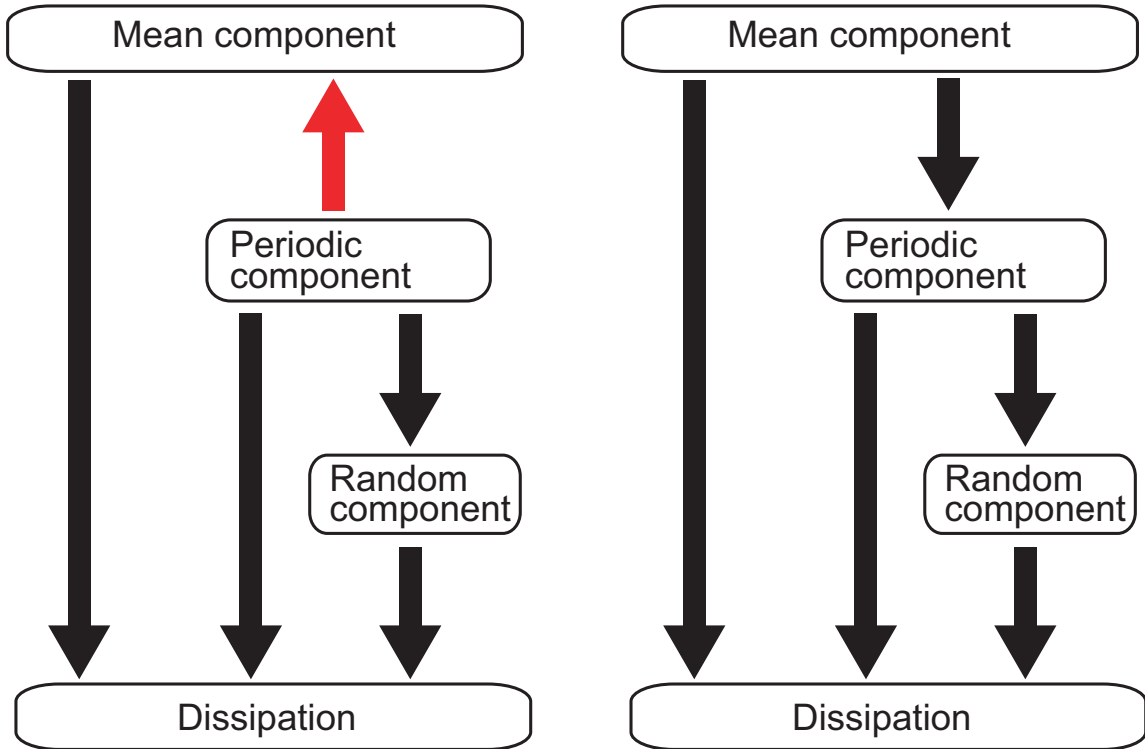 Mean component
Periodic
component
Random
component
Dissipation
Mean component
Periodic
component
Random
component
Dissipation